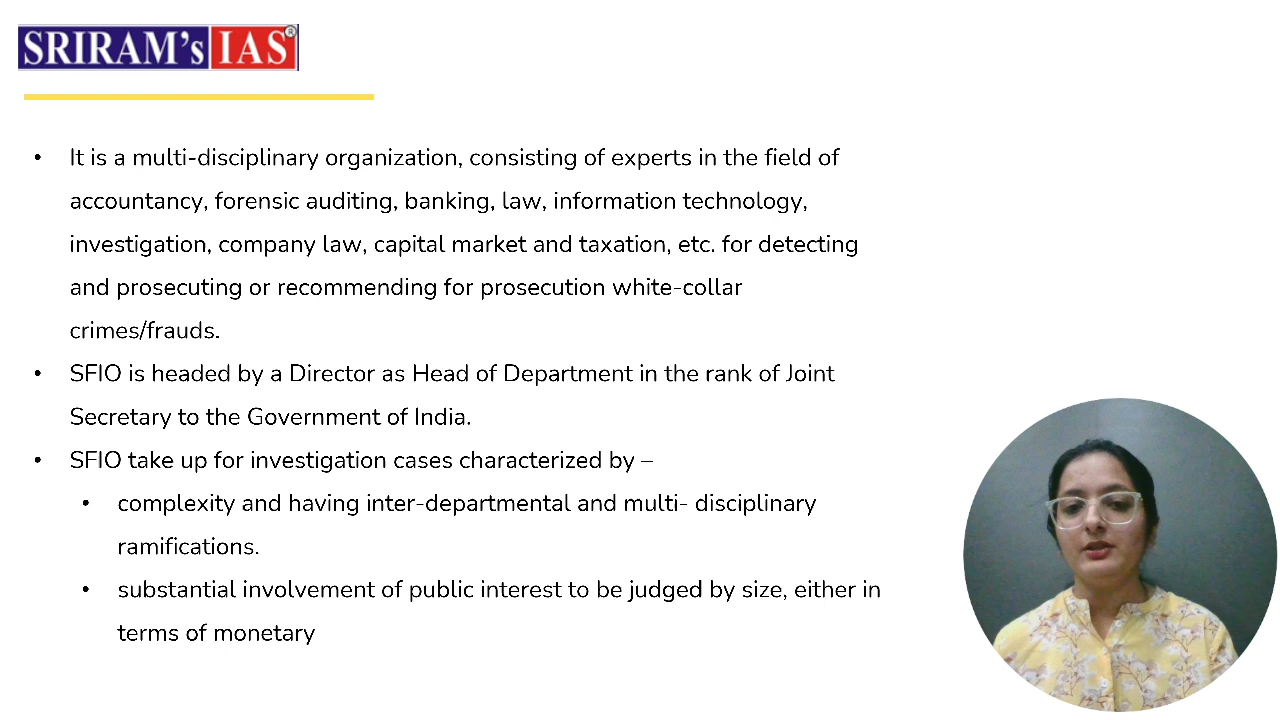 SRIRAM's IAS ®
• It is a multi-disciplinary organization, consisting of experts in the field of
accountancy, forensic auditing, banking, law, information technology,
investigation, company law, capital market and taxation, etc. for detecting
and prosecuting or recommending for prosecution white-collar
crimes/frauds.
• SFIO is headed by a Director as Head of Department in the rank of Joint
Secretary to the Government of India.
• SFIO take up for investigation cases characterized by –
• complexity and having inter-departmental and multi- disciplinary
ramifications.
• substantial involvement of public interest to be judged by size, either in
terms of monetary